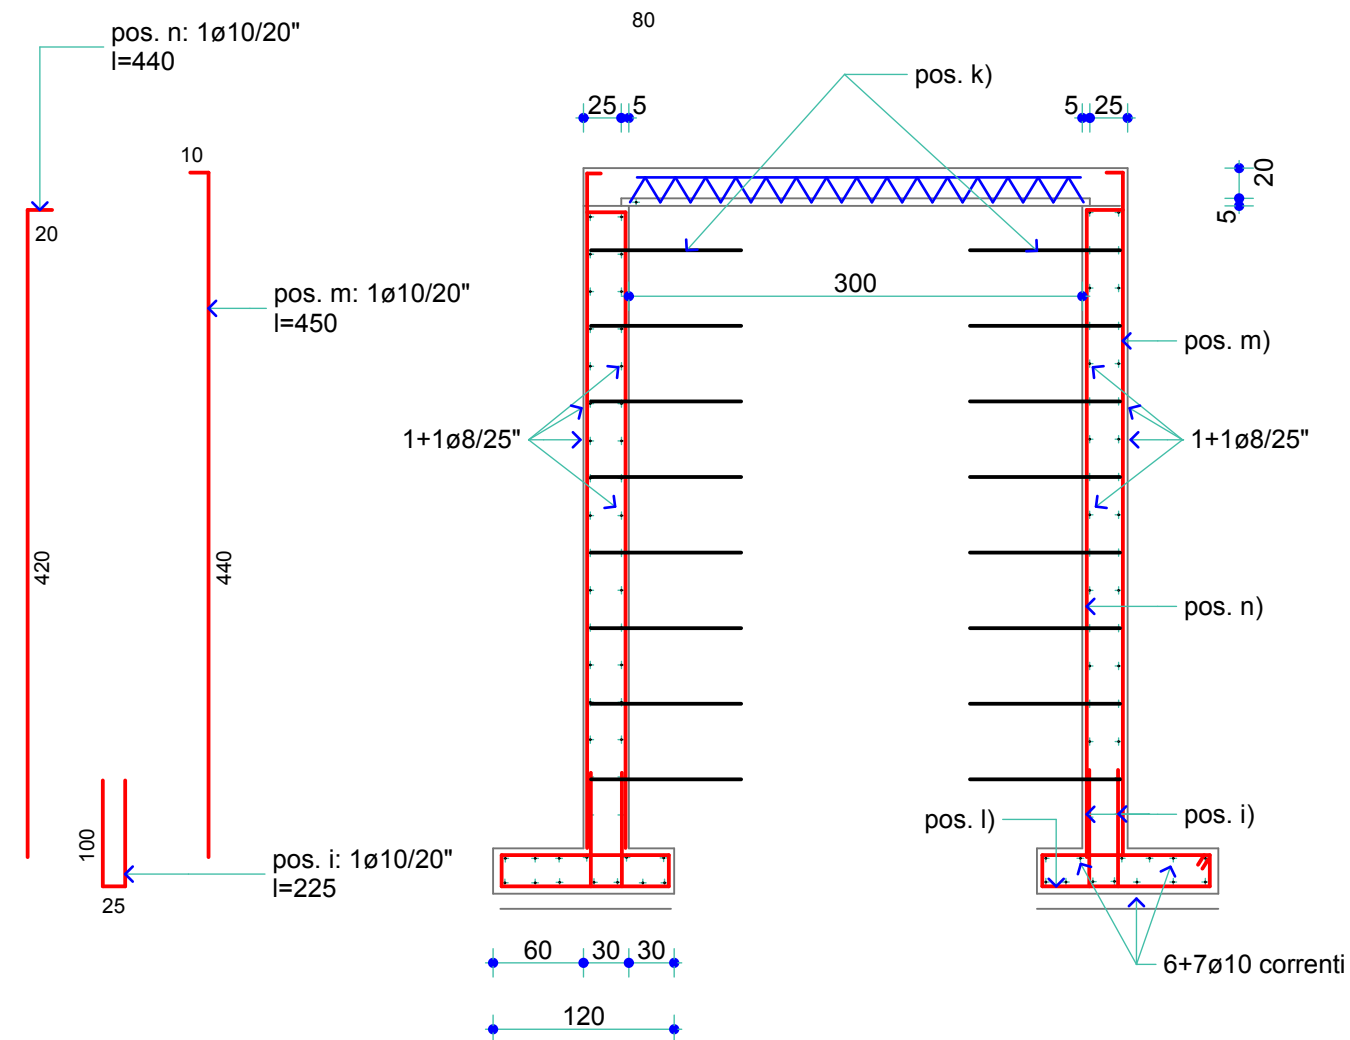 80
pos. n: 1ø10/20"
l=440
pos. k)
25 5
5 25
10
20
20
5
pos. m: 1ø10/20"
l=450
300
pos. m)
1+1ø8/25"
1+1ø8/25"
420
440
pos. n)
100
pos. i: 1ø10/20"
l=225
25
pos. l)
pos. i)
60 30 30
6+7ø10 correnti
120